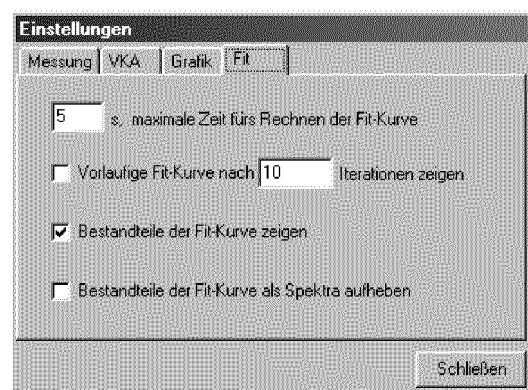 Einstellungen
Messung VKA Grafik Fit
5 s, maximale Zeit fürs Rechnen der Fit-Kurve
Vorlaufige Fit-Kurve nach 10 Iterationen zeigen
Bestandteile der Fit-Kurve zeigen
Bestandteile der Fit-Kurve als Spektra aufheben
Schließen